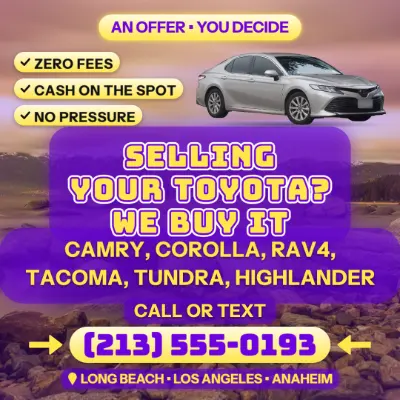 AN OFFER • YOU DECIDE
✓ ZERO FEES
✓ CASH ON THE SPOT
✓ NO PRESSURE
SELLING
YOUR TOYOTA?
WE BUY IT
CAMRY, COROLLA, RAV4,
TACOMA, TUNDRA, HIGHLANDER
CALL OR TEXT
(213) 555-0193
LONG BEACH • LOS ANGELES • ANAHEIM